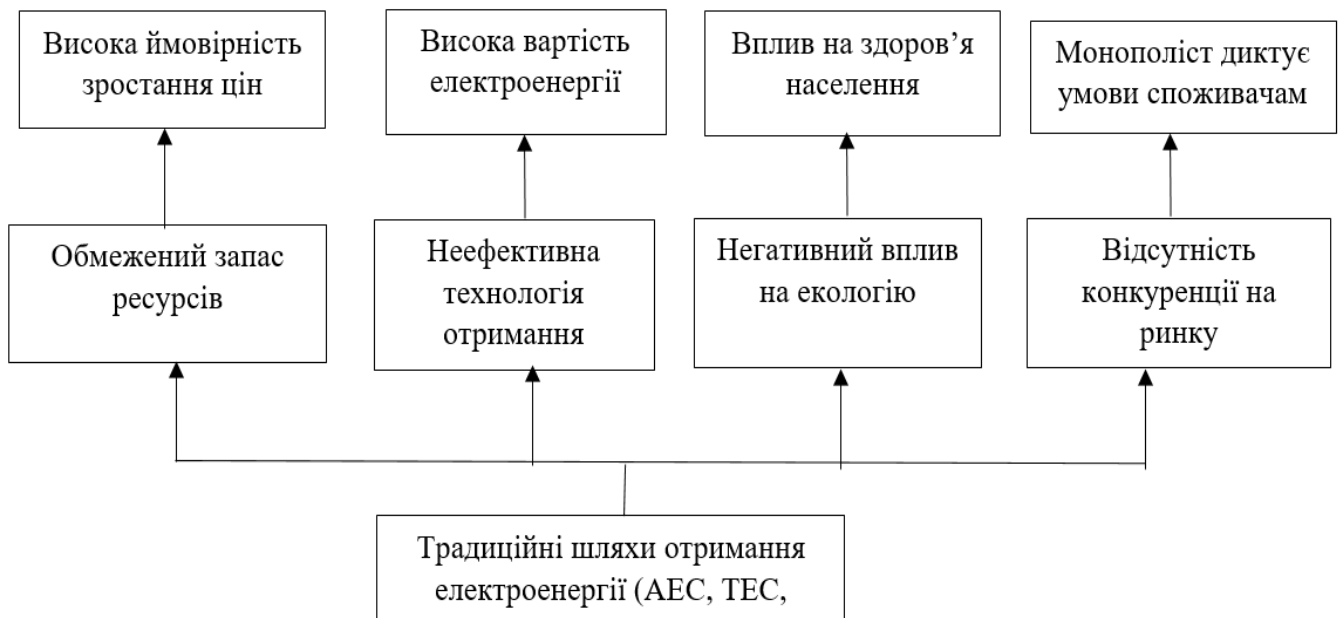 Висока ймовірність
зростання цін
Висока вартість
електроенергії
Вплив на здоров’я
населення
Монополіст диктує
умови споживачам
Обмежений запас
ресурсів
Неефективна
технологія
отримання
Негативний вплив
на екологію
Відсутність
конкуренції на
ринку
Традиційні шляхи отримання
електроенергії (АЕС, ТЕС,